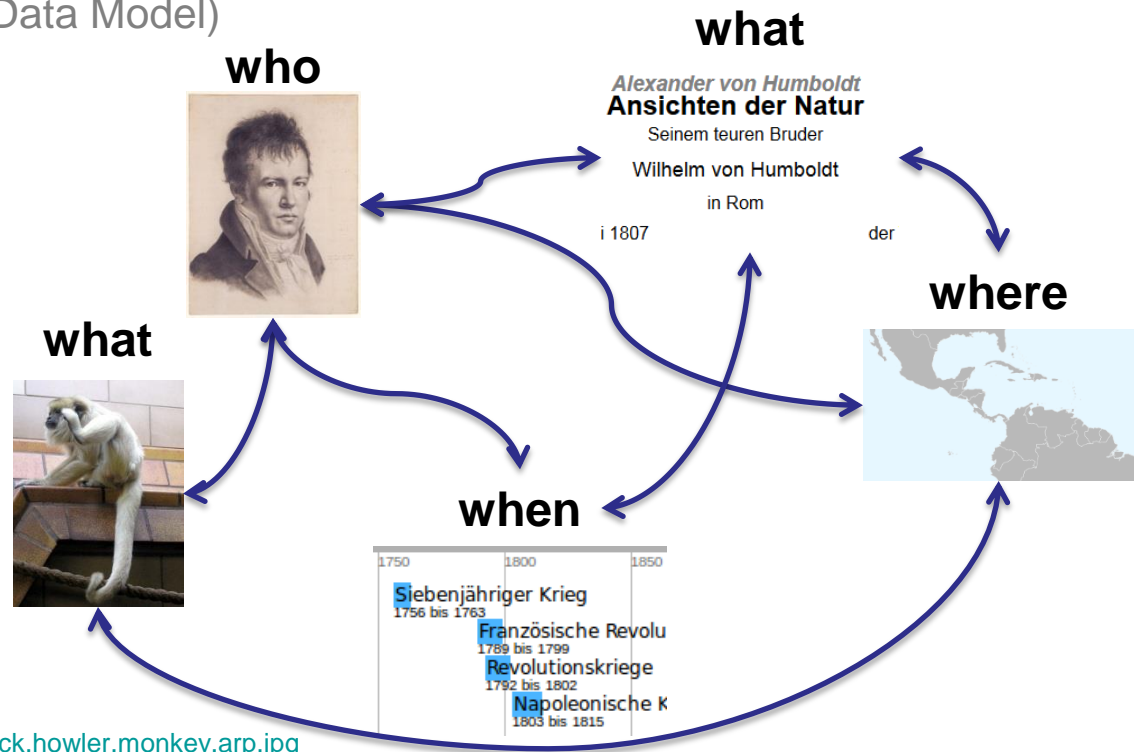 Data Model)
what
who
Alexander von Humboldt
Ansichten der Natur
Seinem teuren Bruder
Wilhelm von Humboldt
in Rom
i 1807 der
where
what
when
1750 1800 1850
Siebenjähriger Krieg
1756 bis 1763
Französische Revolu
1789 bis 1799
Revolutionskriege
1792 bis 1802
Napoleonische K
1803 bis 1815
ck.howler.monkey.arp.jpg